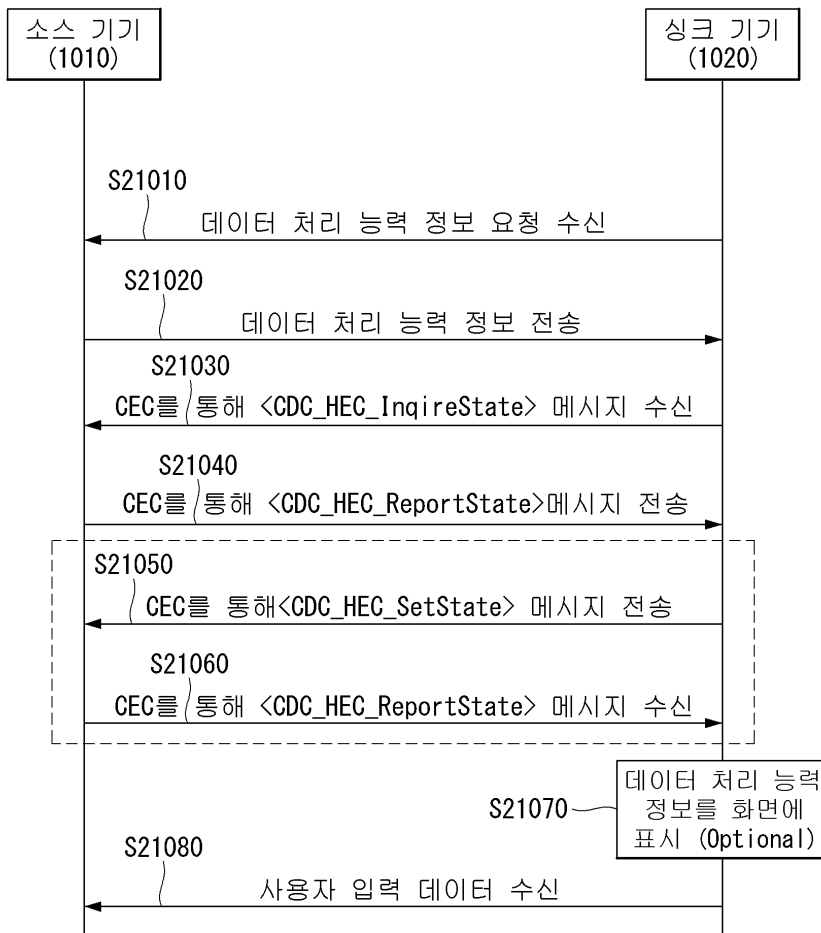 소스 기기
(1010)
싱크 기기
(1020)
S21010
데이터 처리 능력 정보 요청 수신
S21020
데이터 처리 능력 정보 전송
S21030
CEC를 통해 <CDC_HEC_InqireState> 메시지 수신
S21040
CEC를 통해 <CDC_HEC_ReportState>메시지 전송
S21050
CEC를 통해<CDC_HEC_SetState> 메시지 전송
S21060
CEC를 통해 <CDC_HEC_ReportState> 메시지 수신
데이터 처리 능력
정보를 화면에
표시 (Optional)
S21070
S21080
사용자 입력 데이터 수신